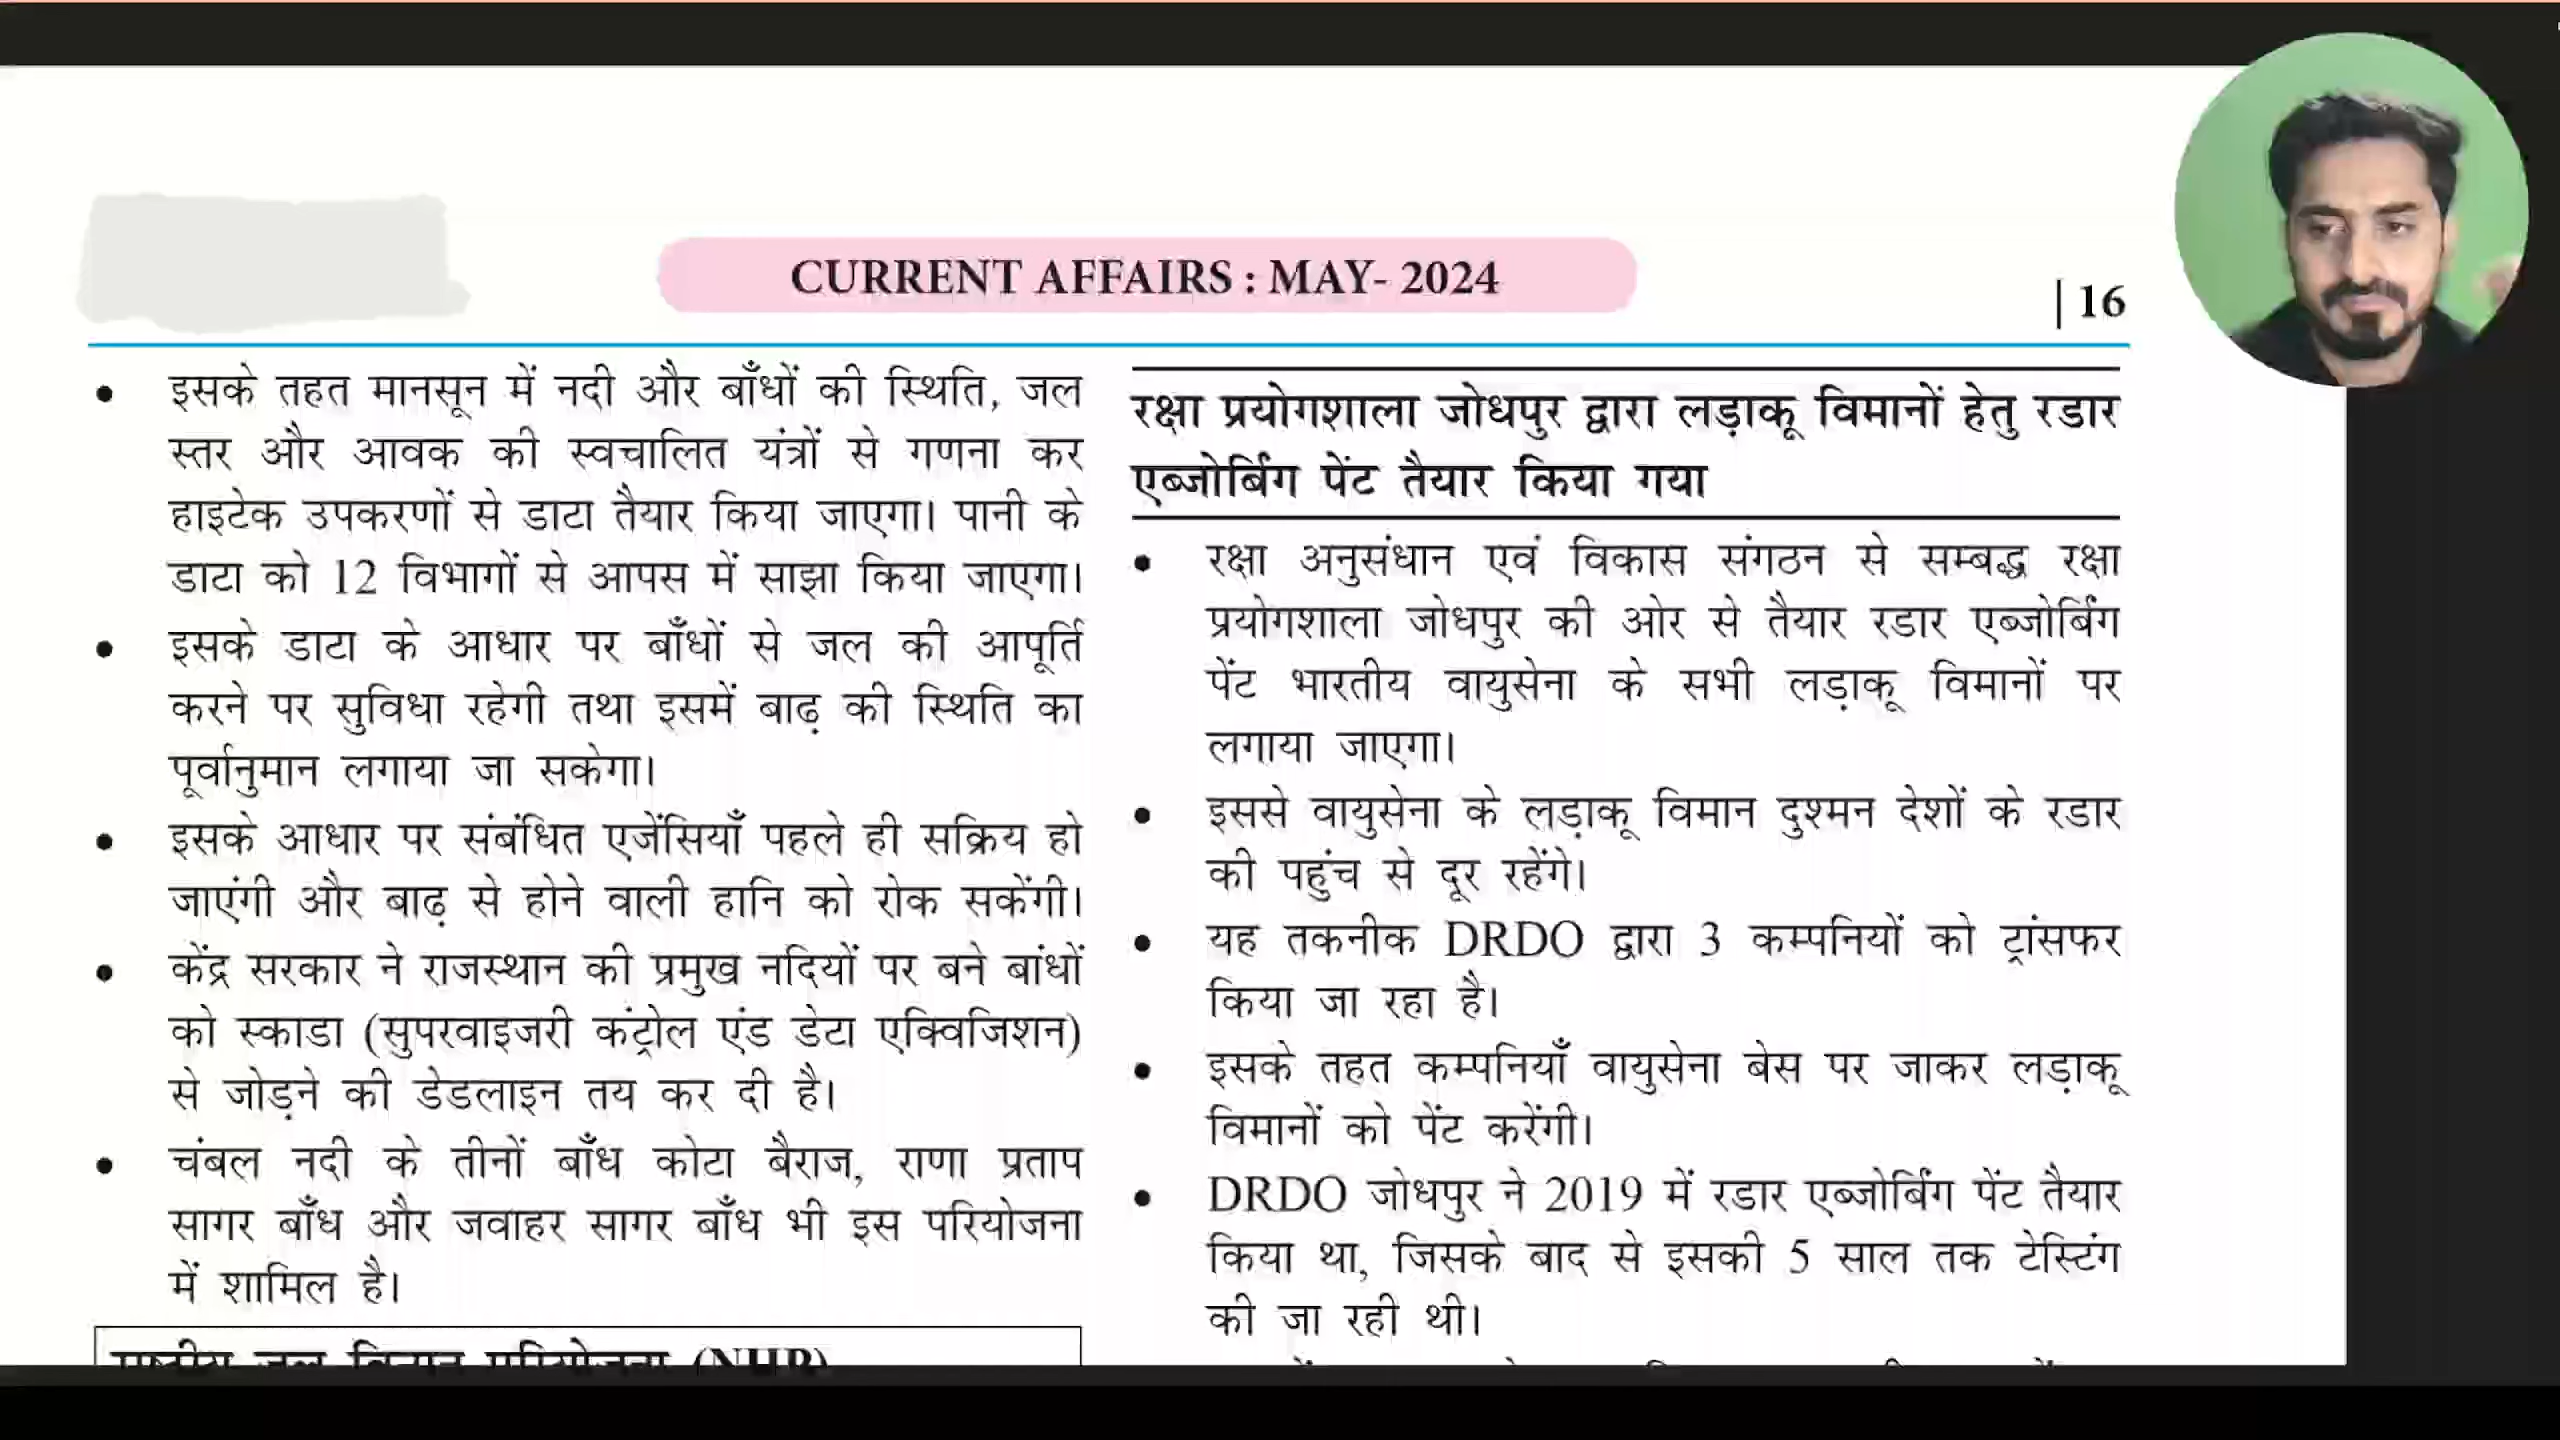 CURRENT AFFAIRS : MAY- 2024
| 16
• इसके तहत मानसून में नदी और बाँधों की स्थिति, जल
स्तर और आवक की स्वचालित यंत्रों से गणना कर
हाइटेक उपकरणों से डाटा तैयार किया जाएगा। पानी के
डाटा को 12 विभागों से आपस में साझा किया जाएगा।
• इसके डाटा के आधार पर बाँधों से जल की आपूर्ति
करने पर सुविधा रहेगी तथा इसमें बाढ़ की स्थिति का
पूर्वानुमान लगाया जा सकेगा।
• इसके आधार पर संबंधित एजेंसियाँ पहले ही सक्रिय हो
जाएंगी और बाढ़ से होने वाली हानि को रोक सकेंगी।
• केंद्र सरकार ने राजस्थान की प्रमुख नदियों पर बने बांधों
को स्काडा (सुपरवाइजरी कंट्रोल एंड डेटा एक्विजिशन)
से जोड़ने की डेडलाइन तय कर दी है।
• चंबल नदी के तीनों बाँध कोटा बैराज, राणा प्रताप
सागर बाँध और जवाहर सागर बाँध भी इस परियोजना
में शामिल है।
रक्षा प्रयोगशाला जोधपुर द्वारा लड़ाकू विमानों हेतु रडार
एब्जोर्बिंग पेंट तैयार किया गया
• रक्षा अनुसंधान एवं विकास संगठन से सम्बद्ध रक्षा
प्रयोगशाला जोधपुर की ओर से तैयार रडार एब्जोर्बिंग
पेंट भारतीय वायुसेना के सभी लड़ाकू विमानों पर
लगाया जाएगा।
• इससे वायुसेना के लड़ाकू विमान दुश्मन देशों के रडार
की पहुंच से दूर रहेंगे।
• यह तकनीक DRDO द्वारा 3 कम्पनियों को ट्रांसफर
किया जा रहा है।
• इसके तहत कम्पनियाँ वायुसेना बेस पर जाकर लड़ाकू
विमानों को पेंट करेंगी।
• DRDO जोधपुर ने 2019 में रडार एब्जोर्बिंग पेंट तैयार
किया था, जिसके बाद से इसकी 5 साल तक टेस्टिंग
की जा रही थी।